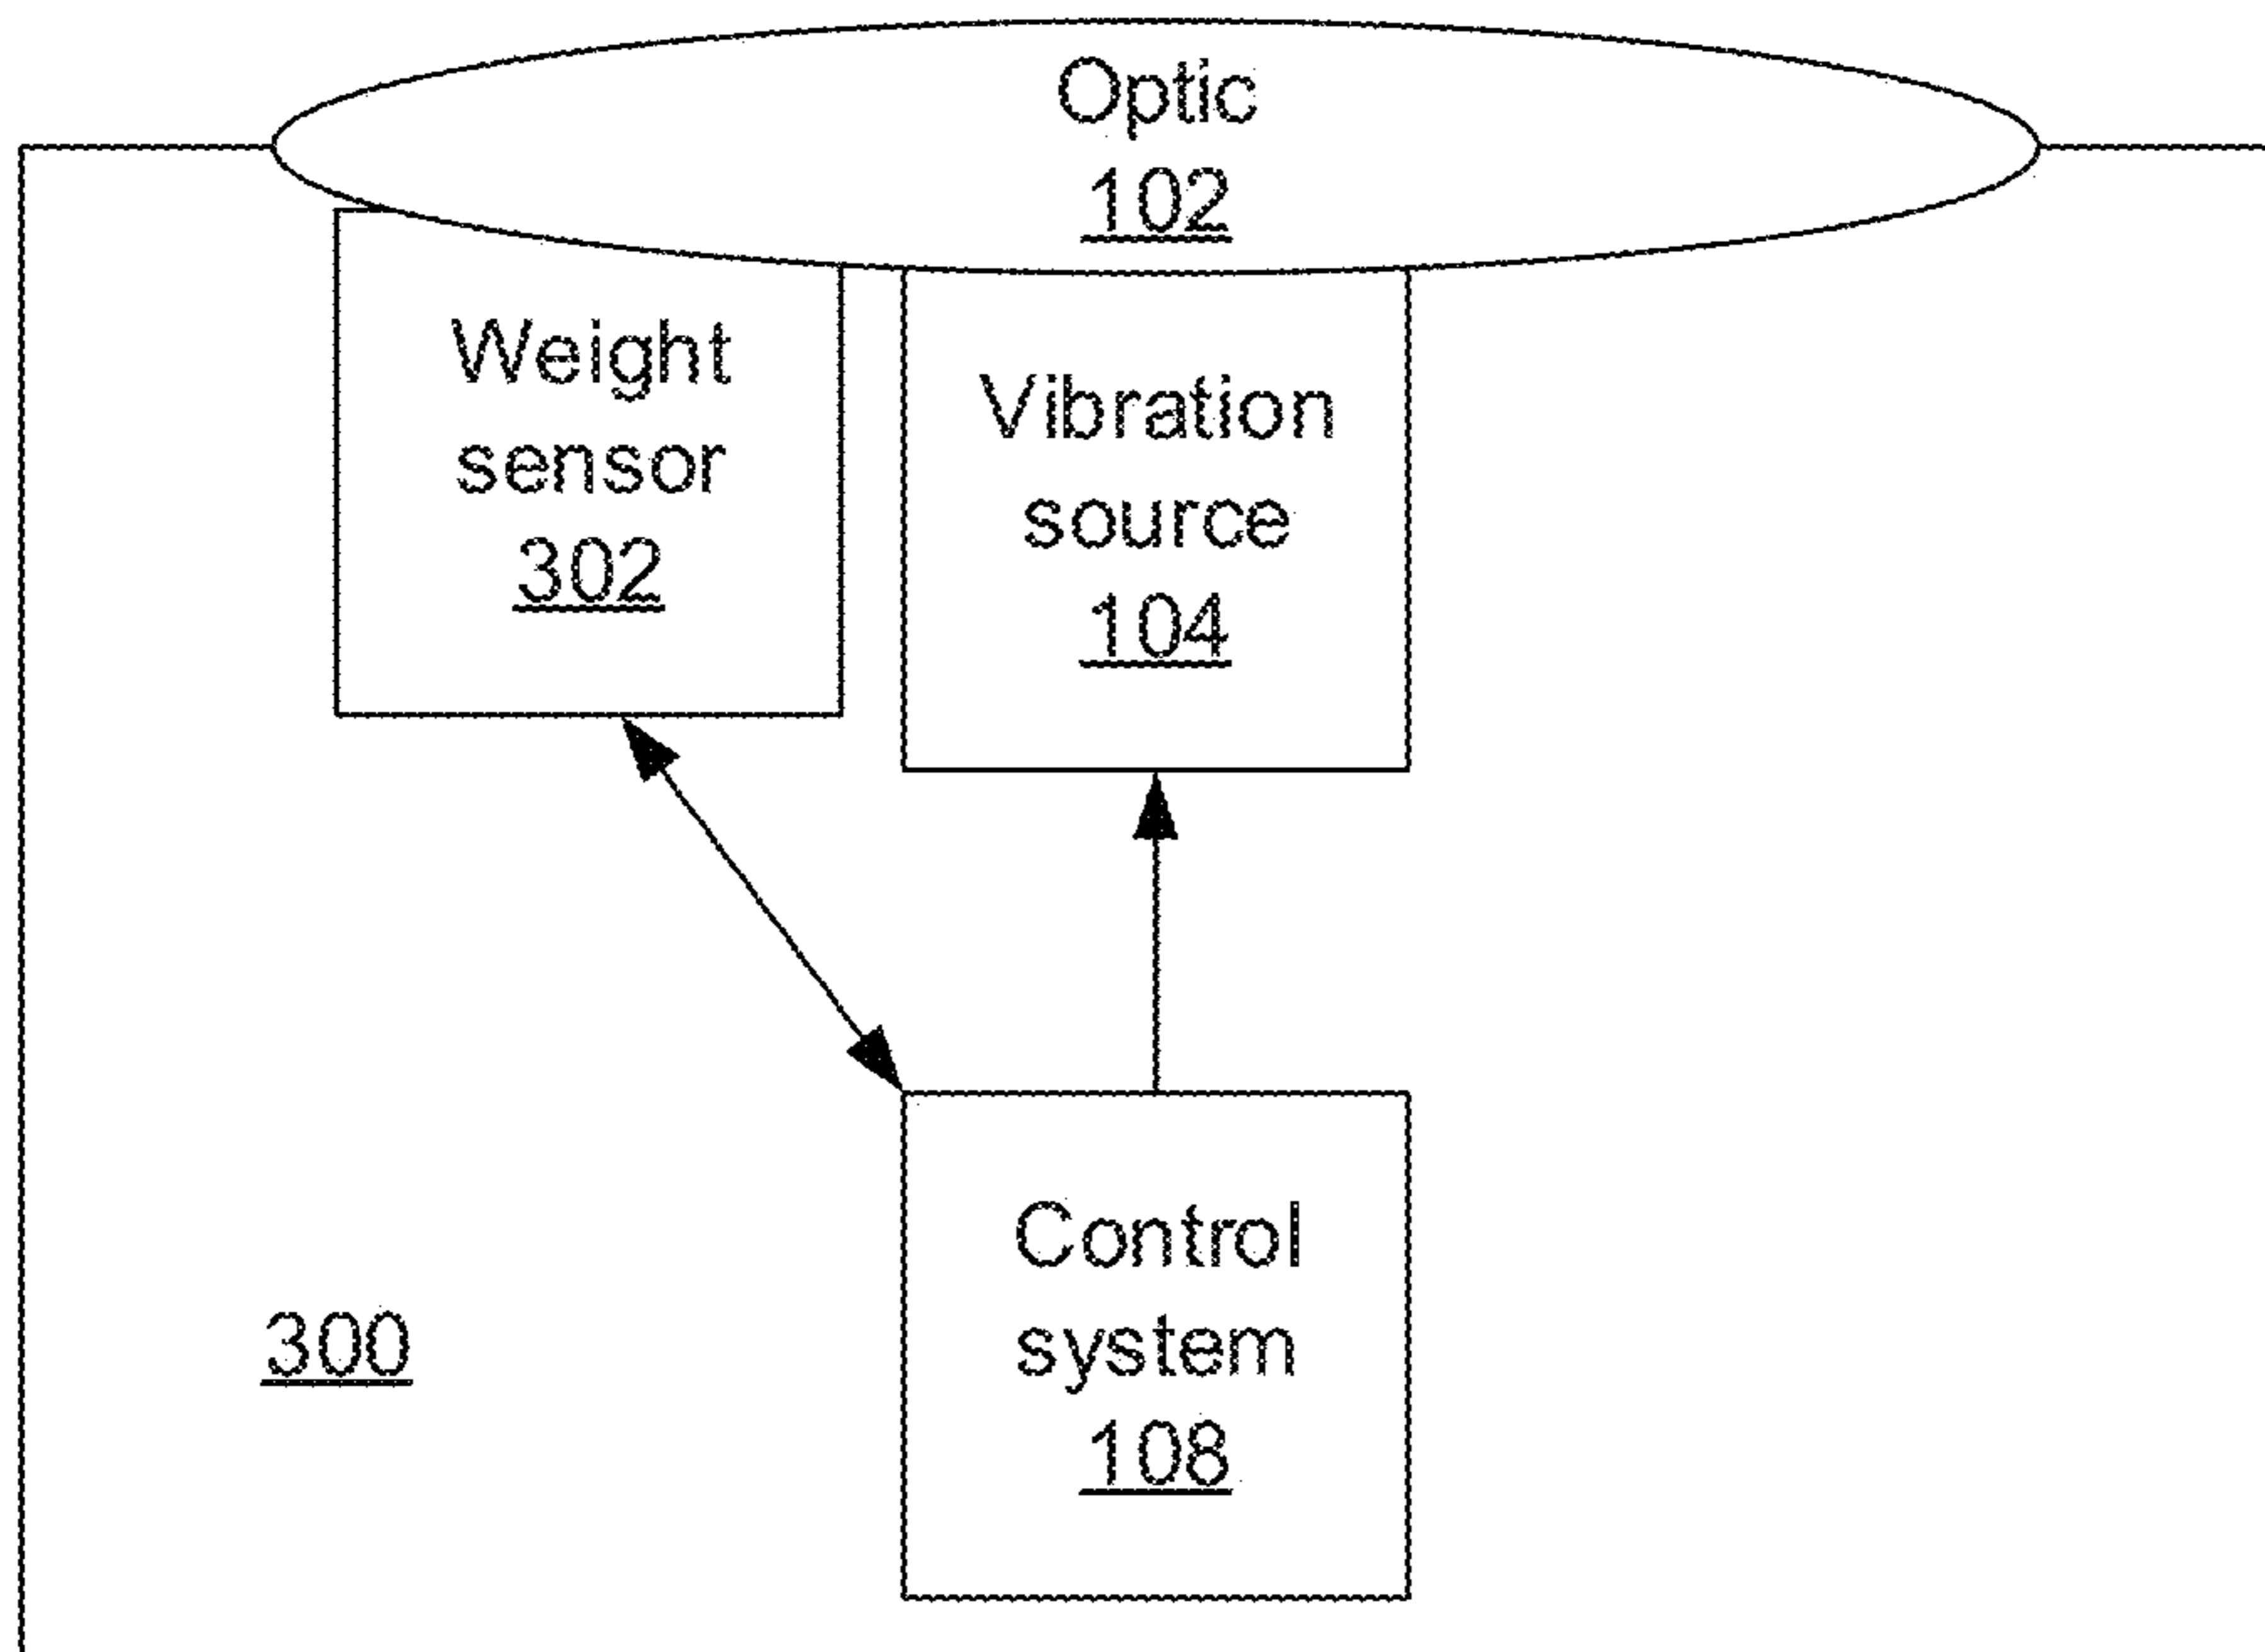 Optic
102
Weight
sensor
302
Vibration
source
104
Control
system
108
300